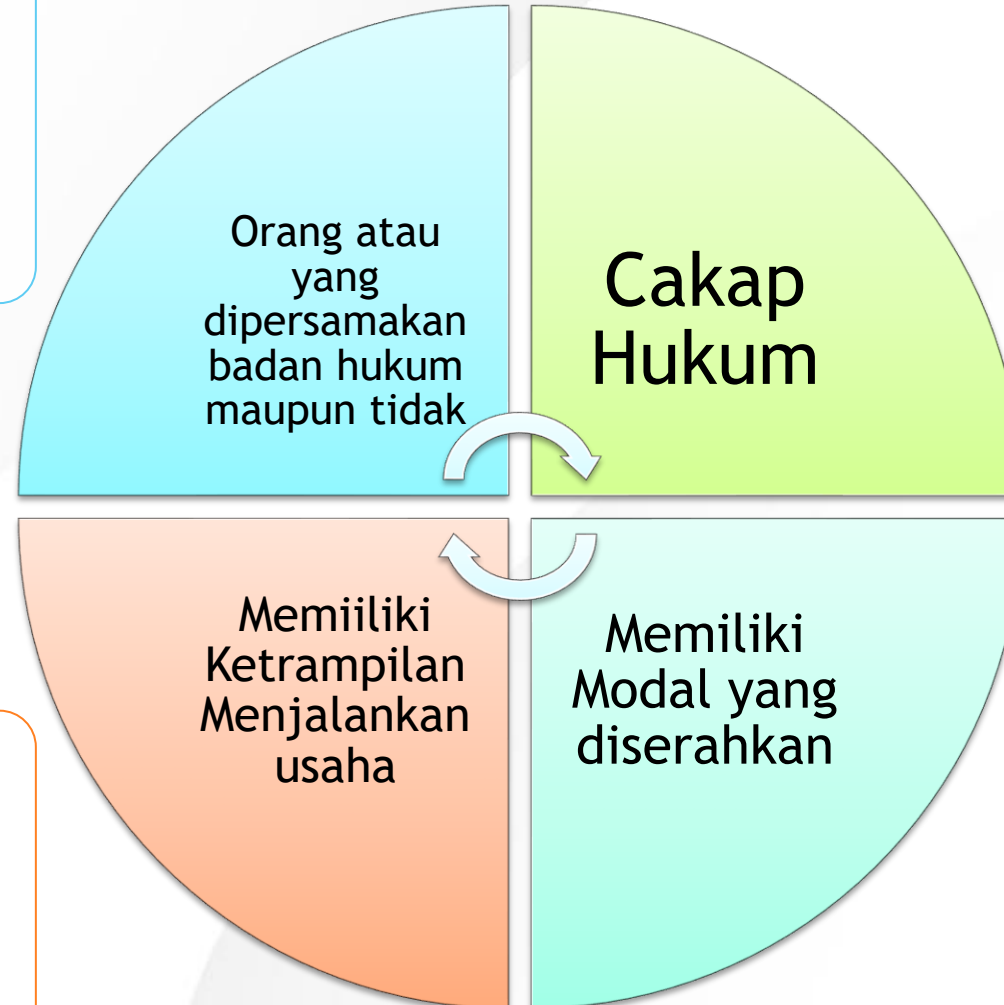 Orang atau
yang
dipersamakan
badan hukum
maupun tidak
Cakap
Hukum
Memiiliki
Ketrampilan
Menjalankan
usaha
Memiliki
Modal yang
diserahkan